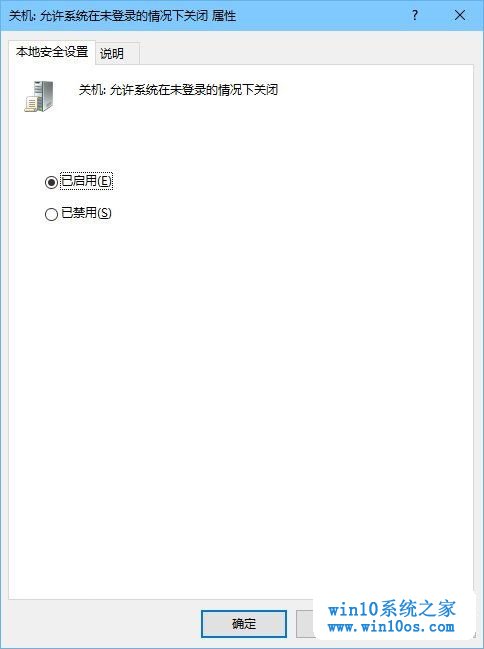 关机: 允许系统在未登录的情况下关闭 属性
本地安全设置 说明
关机: 允许系统在未登录的情况下关闭
已启用(E)
已禁用(S)
确定
win10系统之家
www.win10os.com